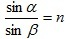 sin α / sin β = n